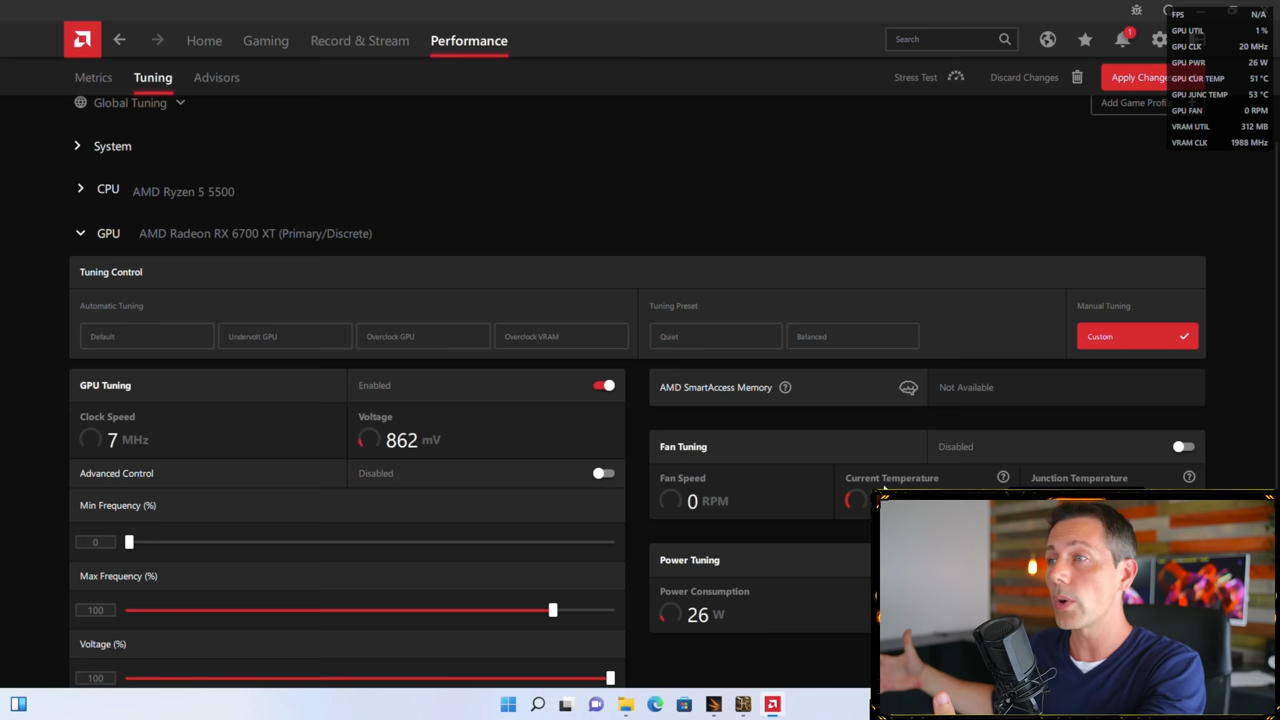 FPS N/A
Home Gaming Record & Stream Performance Search 1
GPU UTIL 1 %
GPU CLK 20 MHz
GPU PWR 26 W
Metrics Tuning Advisors Stress Test Discard Changes Apply Chang
GPU CUR TEMP 51 °C
GPU JUNC TEMP 53 °C
Global Tuning Add Game Profil
GPU FAN 0 RPM
VRAM UTIL 312 MB
VRAM CLK 1988 MHz
System
CPU AMD Ryzen 5 5500
GPU AMD Radeon RX 6700 XT (Primary/Discrete)
Tuning Control
Automatic Tuning Tuning Preset Manual Tuning
Default Undervolt GPU Overclock GPU Overclock VRAM Quiet Balanced Custom
GPU Tuning Enabled AMD SmartAccess Memory ? Not Available
Clock Speed Voltage
7 MHz 862 mV
Fan Tuning Disabled
Advanced Control Disabled
Fan Speed Current Temperature ? Junction Temperature ?
0 RPM
Min Frequency (%)
0
Power Tuning
Max Frequency (%)
Power Consumption
100 26 W
Voltage (%)
100